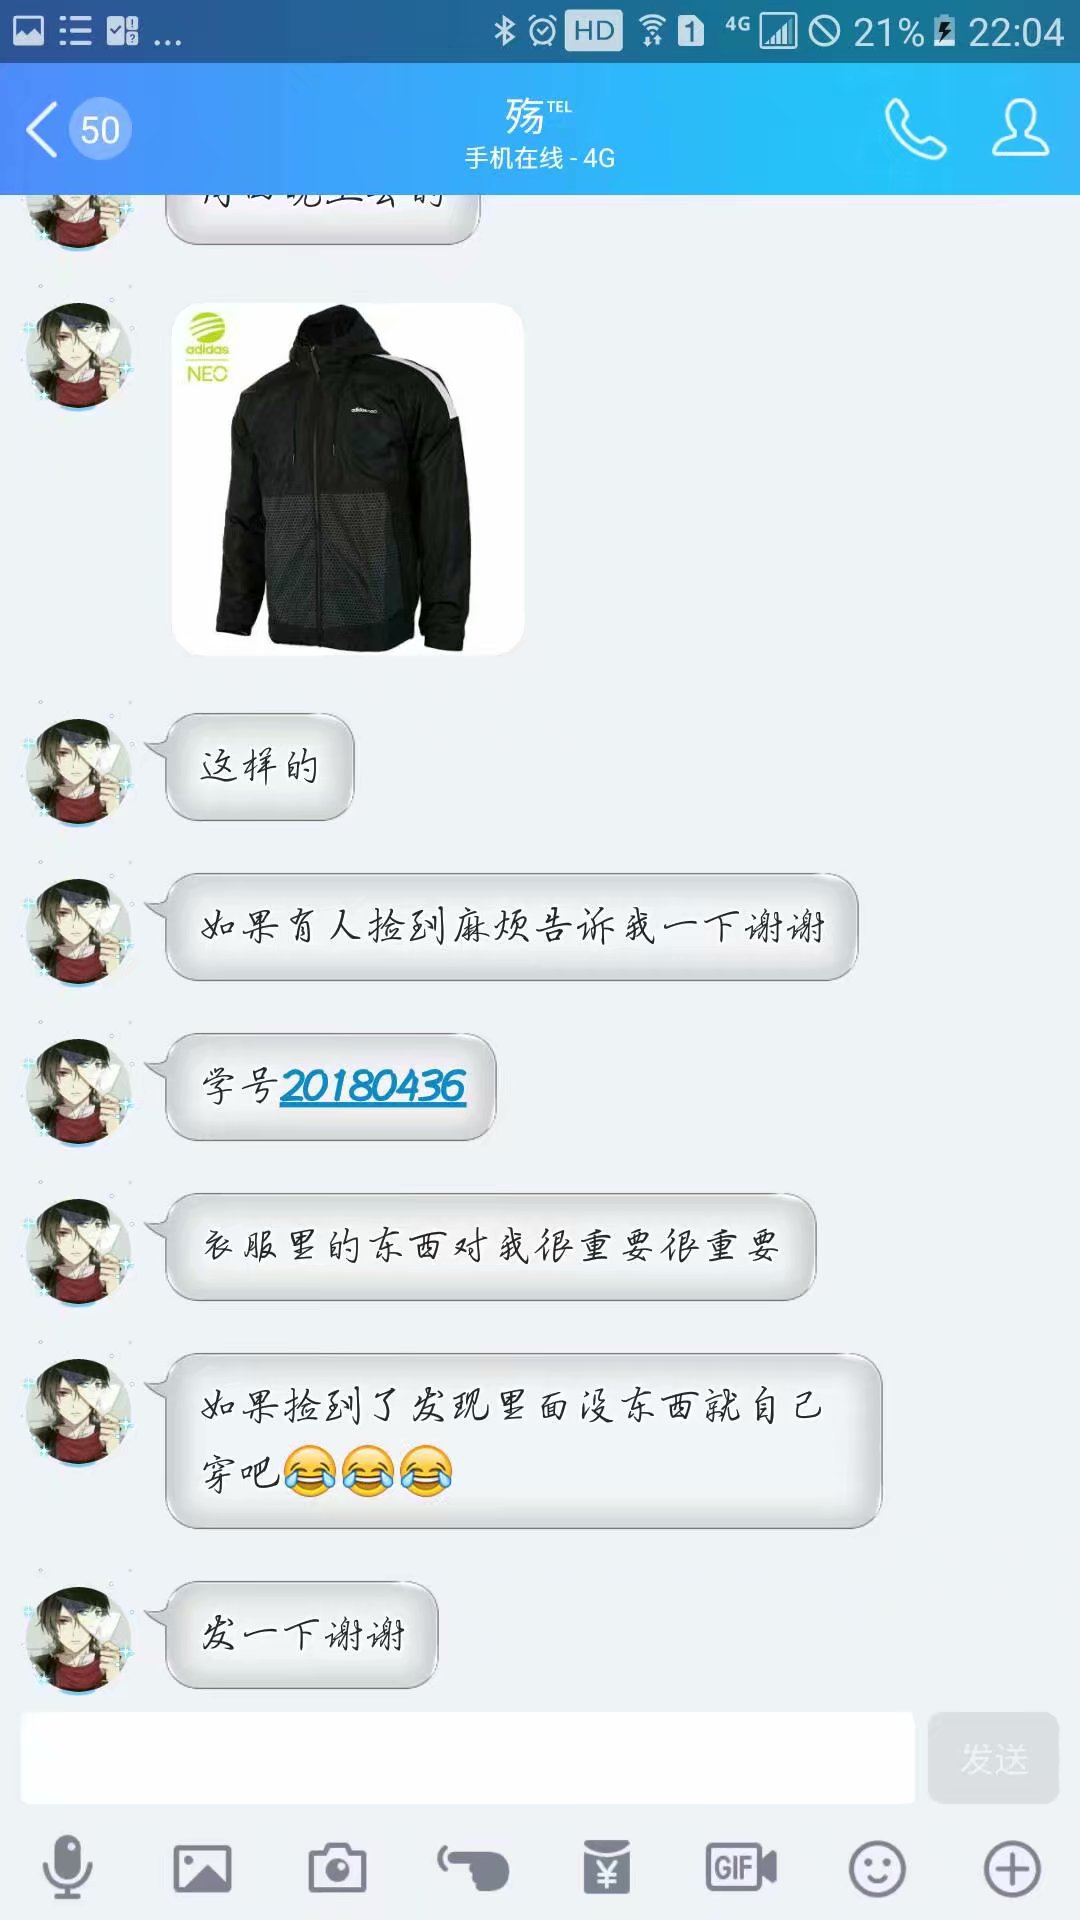 HD
1
4G
21%
22:04
50
殇TEL
手机在线 - 4G
adidas
NEO
这样的
如果有人捡到麻烦告诉我一下谢谢
学号20180436
衣服里的东西对我很重要很重要
如果捡到了发现里面没东西就自己
穿吧😂😂😂
发一下谢谢
发送
GIF